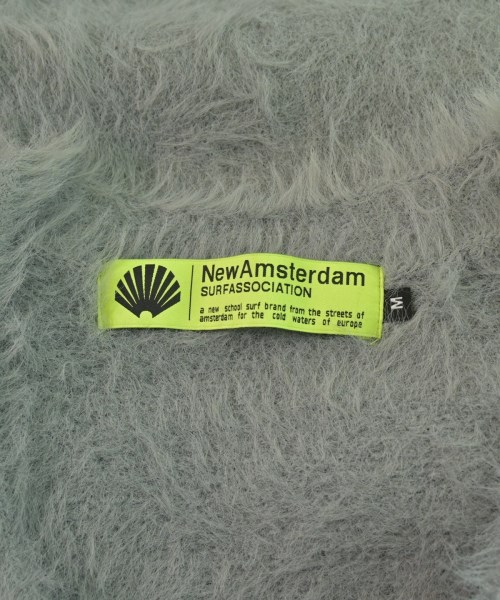 NewAmsterdam
SURFASSOCIATION
a new school surf brand from the streets of
amsterdam for the cold waters of europe
M